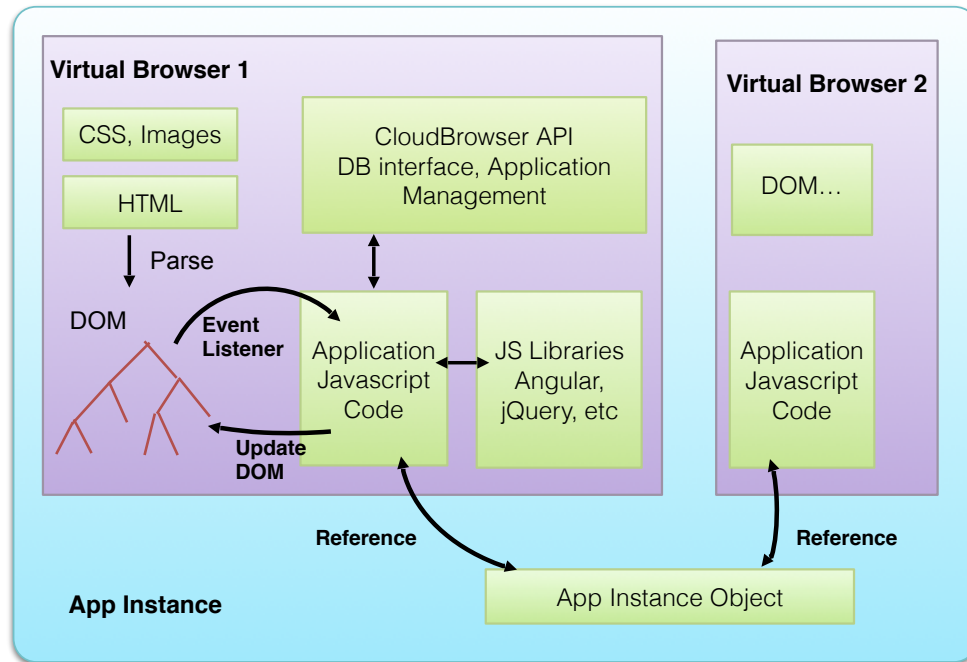 Virtual Browser 1
CSS, Images
HTML
Parse
DOM
CloudBrowser API
DB interface, Application
Management
Event
Listener
Application
Javascript
Code
JS Libraries
Angular,
jQuery, etc
Update
DOM
Virtual Browser 2
DOM…
Application
Javascript
Code
Reference
Reference
App Instance Object
App Instance